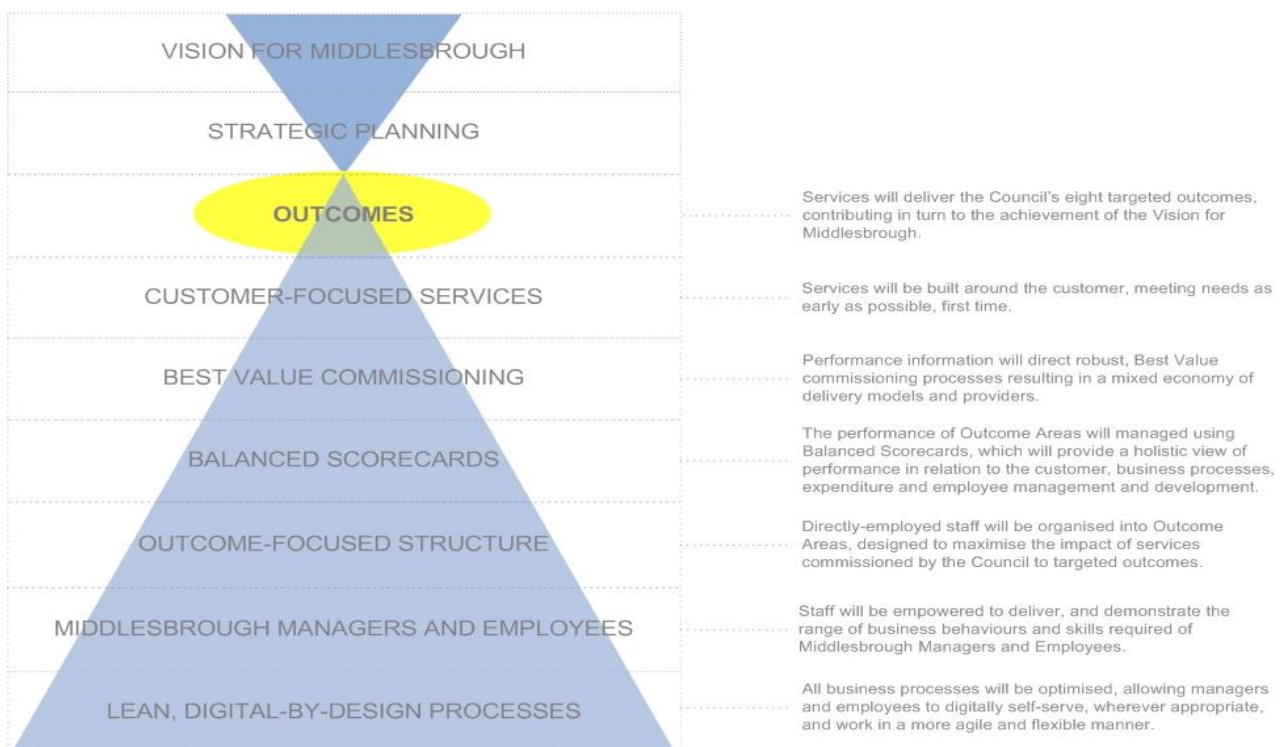 VISION FOR MIDDLESBROUGH
STRATEGIC PLANNING
OUTCOMES
Services will deliver the Council's eight targeted outcomes,
contributing in turn to the achievement of the Vision for
Middlesbrough.
CUSTOMER-FOCUSED SERVICES
Services will be built around the customer, meeting needs as
early as possible, first time.
BEST VALUE COMMISSIONING
Performance information will direct robust, Best Value
commissioning processes resulting in a mixed economy of
delivery models and providers.
BALANCED SCORECARDS
The performance of Outcome Areas will managed using
Balanced Scorecards, which will provide a holistic view of
performance in relation to the customer, business processes,
expenditure and employee management and development.
OUTCOME-FOCUSED STRUCTURE
Directly-employed staff will be organised into Outcome
Areas, designed to maximise the impact of services
commissioned by the Council to targeted outcomes.
MIDDLESBROUGH MANAGERS AND EMPLOYEES
Staff will be empowered to deliver, and demonstrate the
range of business behaviours and skills required of
Middlesbrough Managers and Employees.
LEAN, DIGITAL-BY-DESIGN PROCESSES
All business processes will be optimised, allowing managers
and employees to digitally self-serve, wherever appropriate,
and work in a more agile and flexible manner.